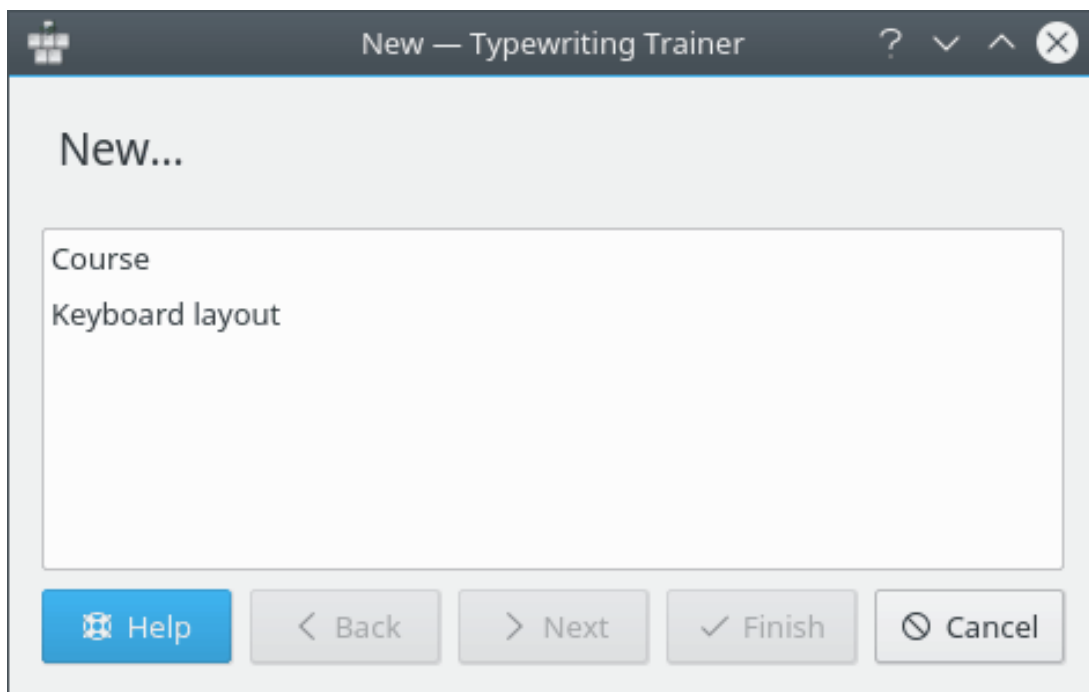 New — Typewriting Trainer
New...
Course
Keyboard layout
Help Back Next Finish Cancel